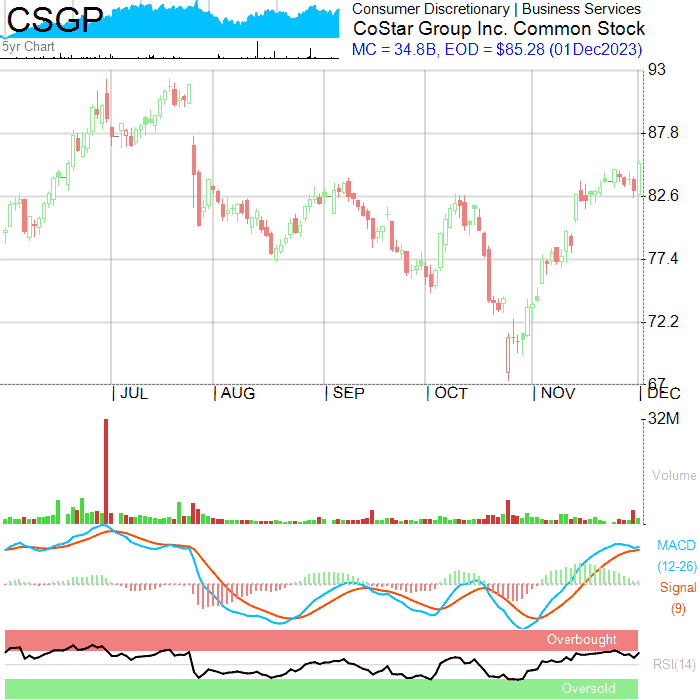 CSGP
5yr Chart
Consumer Discretionary | Business Services
CoStar Group Inc. Common Stock
MC = 34.8B, EOD = $85.28 (01Dec2023)
93
87.8
82.6
77.4
72.2
67
| JUL | AUG | SEP | OCT | NOV | DEC
32M
Volume
MACD
(12-26)
Signal
(9)
Overbought
RSI(14)
Oversold